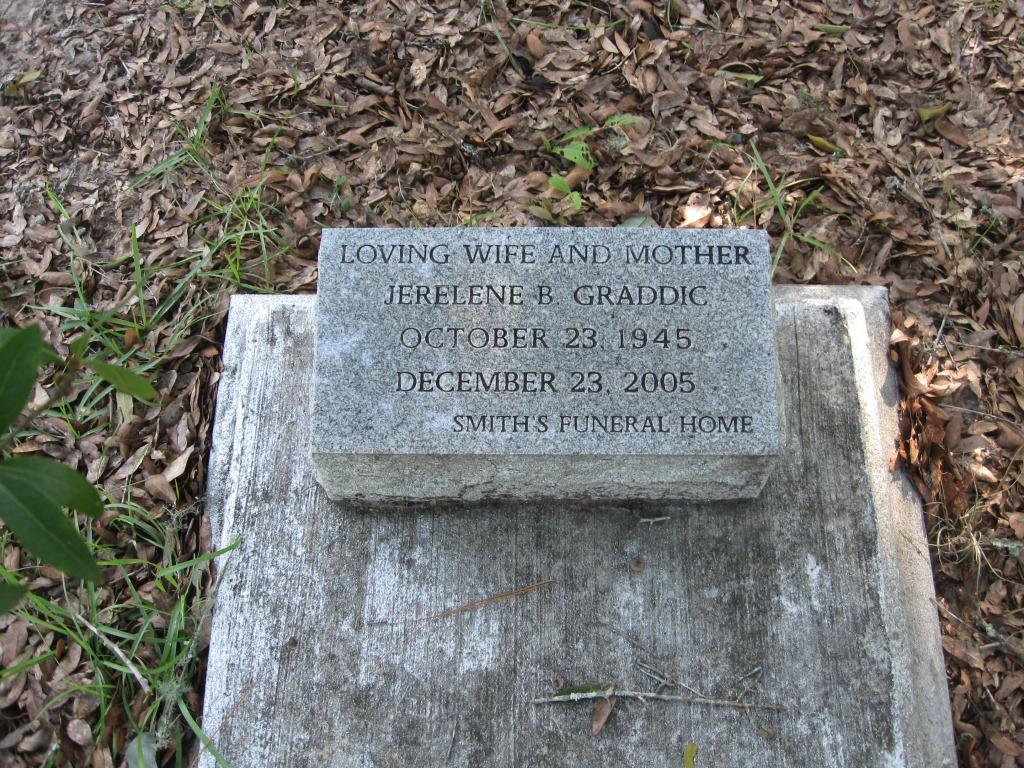 LOVING WIFE AND MOTHER
JERELENE B. GRADDIC
OCTOBER 23, 1945
DECEMBER 23, 2005
SMITH'S FUNERAL HOME